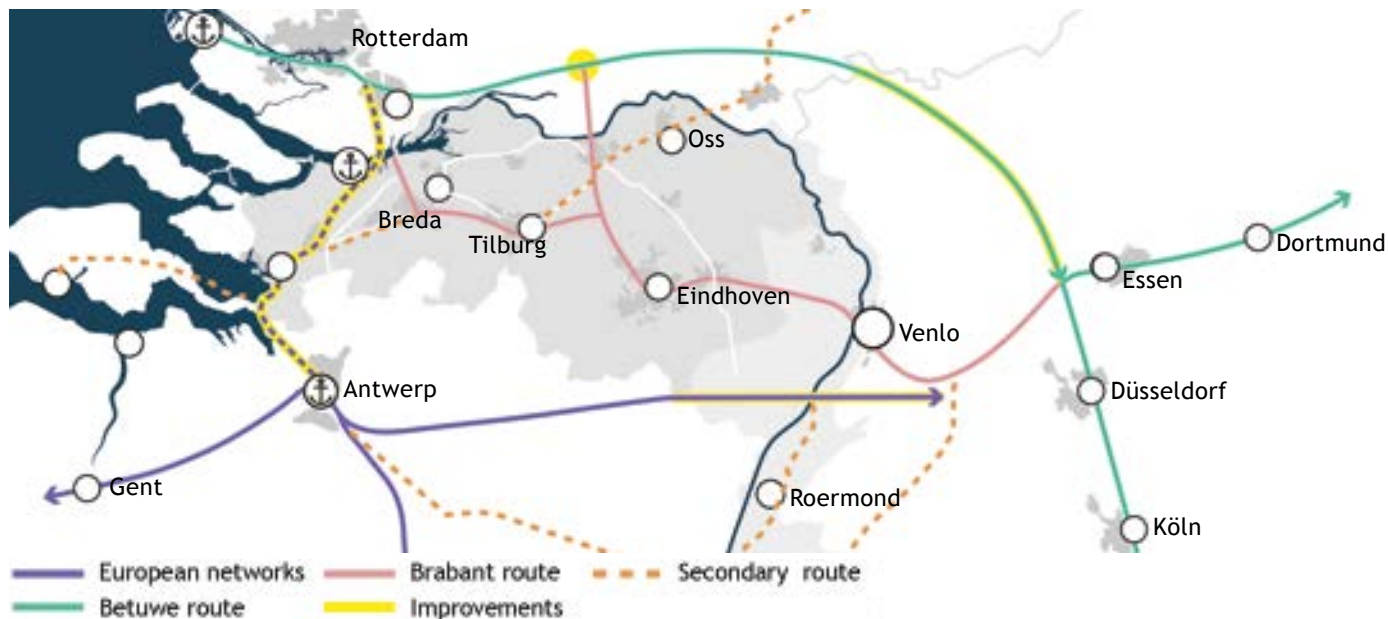 Rotterdam
Oss
Breda
Tilburg
Dortmund
Essen
Eindhoven
Venlo
Antwerp
Düsseldorf
Gent
Roermond
Köln
European networks
Brabant route
Secondary route
Betuwe route
Improvements